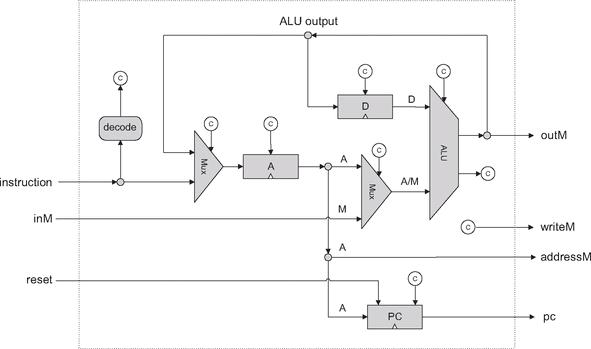 ALU output
c
c
c
D
D
decode
c
c
c
Mux
A
A
Mux
A/M
ALU
outM
c
instruction
inM
M
c
writeM
A
addressM
reset
c
A
PC
pc